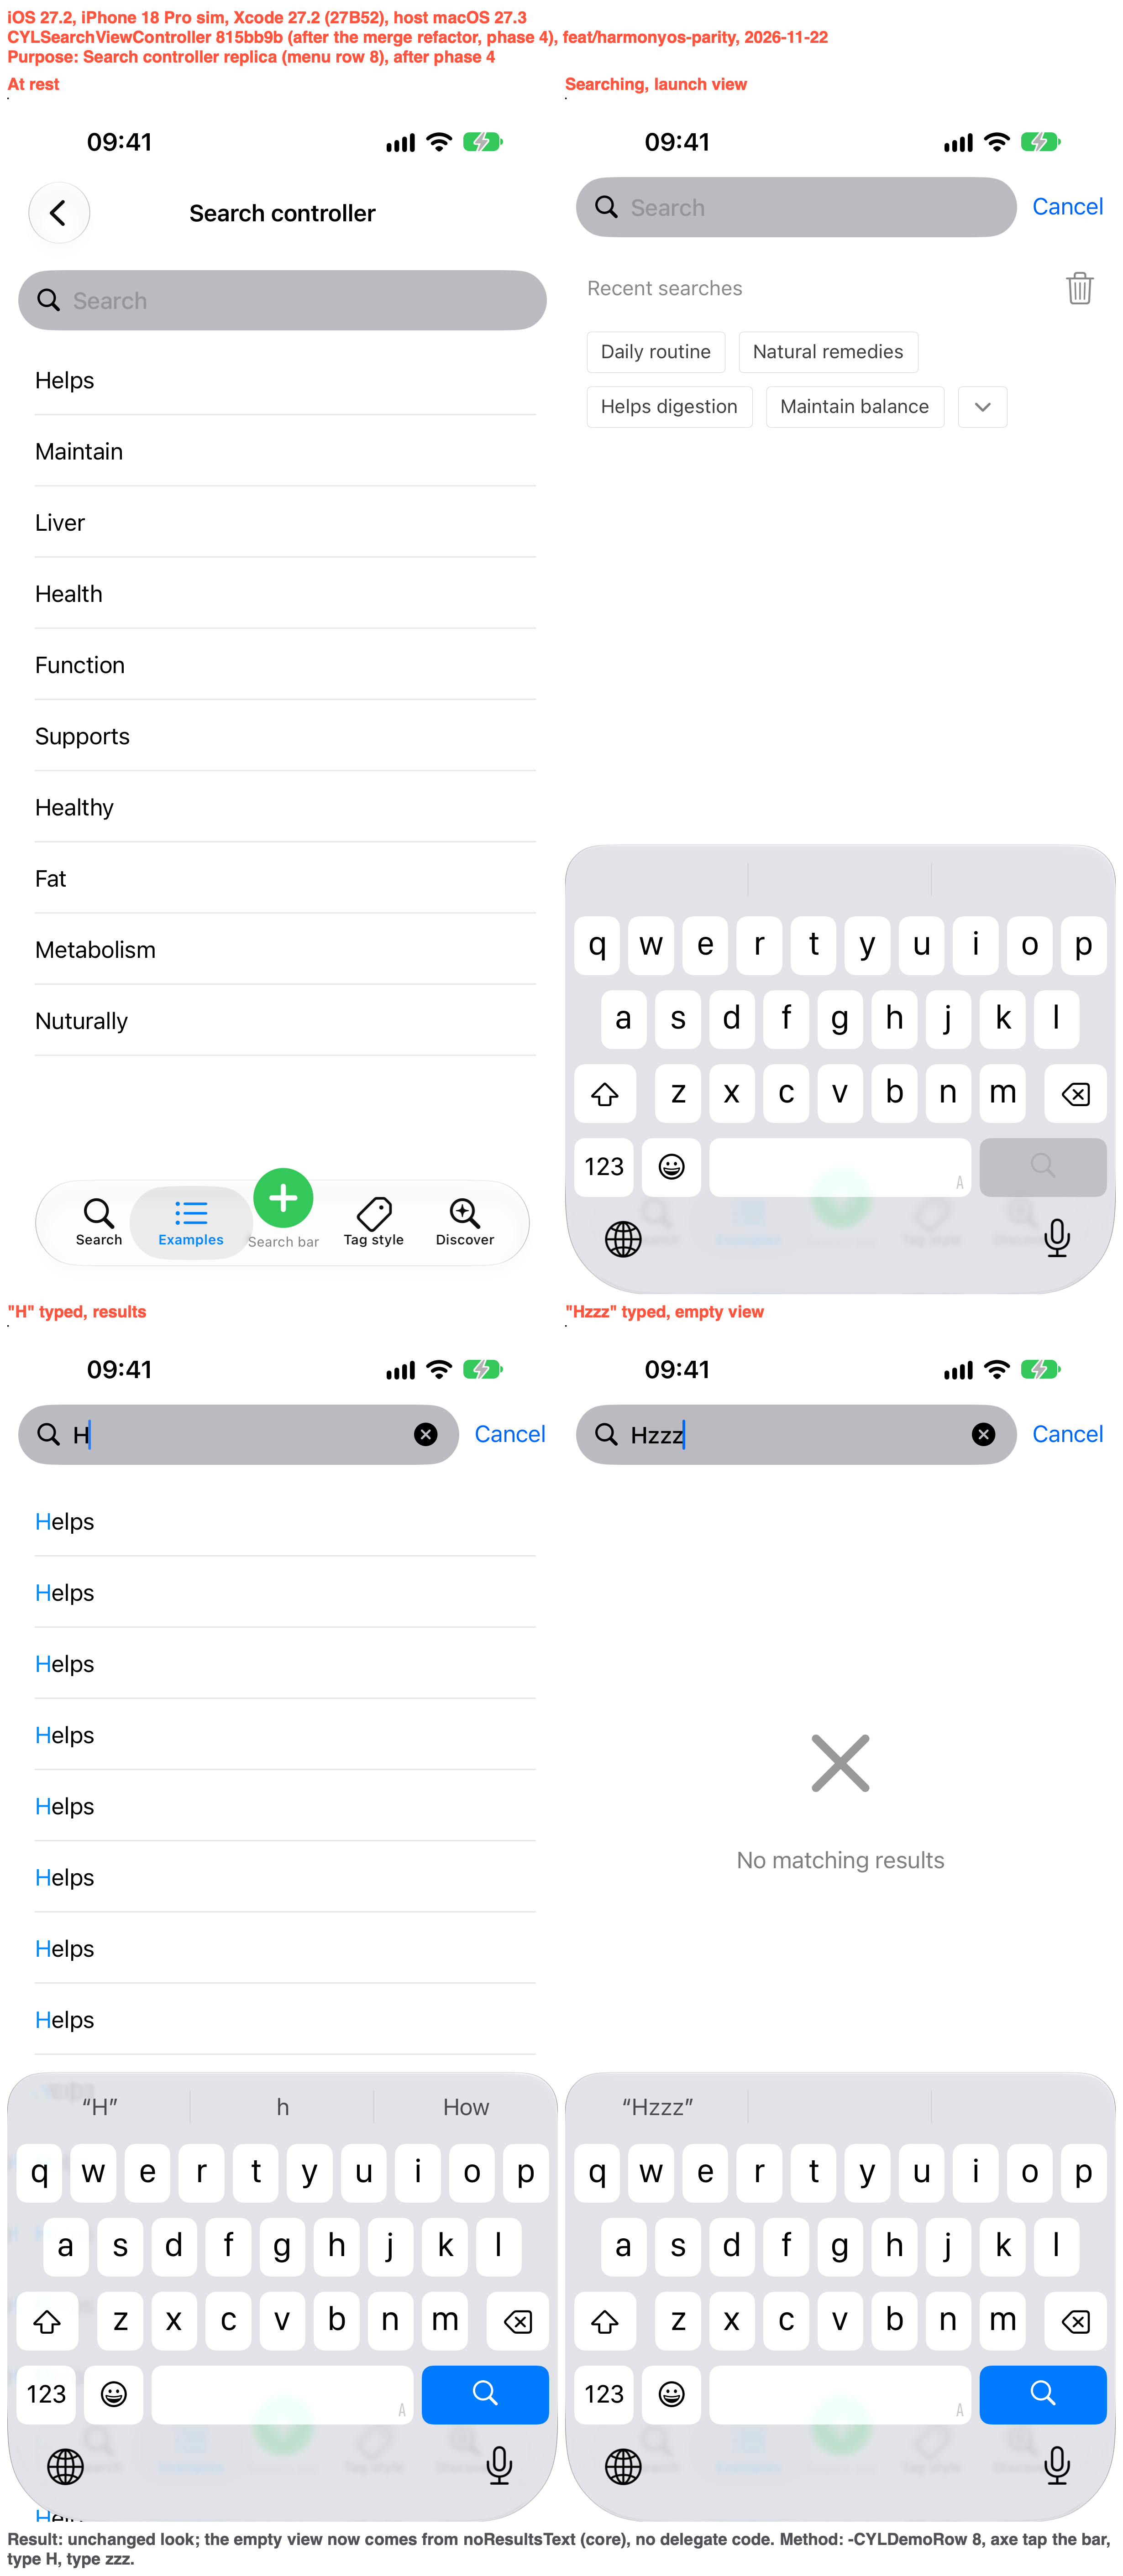 iOS 27.2, iPhone 18 Pro sim, Xcode 27.2 (27B52), host macOS 27.3
CYLSearchViewController 815bb9b (after the merge refactor, phase 4), feat/harmonyos-parity, 2026-11-22
Purpose: Search controller replica (menu row 8), after phase 4
At rest
09:41
Search controller
Search
Helps
Maintain
Liver
Health
Function
Supports
Healthy
Fat
Metabolism
Nuturally
Search
Examples
Search bar
Tag style
Discover
Searching, launch view
09:41
Search
Cancel
Recent searches
Daily routine
Natural remedies
Helps digestion
Maintain balance
q w e r t y u i o p
a s d f g h j k l
z x c v b n m
123
A
"H" typed, results
09:41
H
Cancel
Helps
Helps
Helps
Helps
Helps
Helps
Helps
Helps
“H”
h
How
q w e r t y u i o p
a s d f g h j k l
z x c v b n m
123
A
"Hzzz" typed, empty view
09:41
Hzzz
Cancel
No matching results
“Hzzz”
q w e r t y u i o p
a s d f g h j k l
z x c v b n m
123
A
Result: unchanged look; the empty view now comes from noResultsText (core), no delegate code. Method: -CYLDemoRow 8, axe tap the bar,
type H, type zzz.